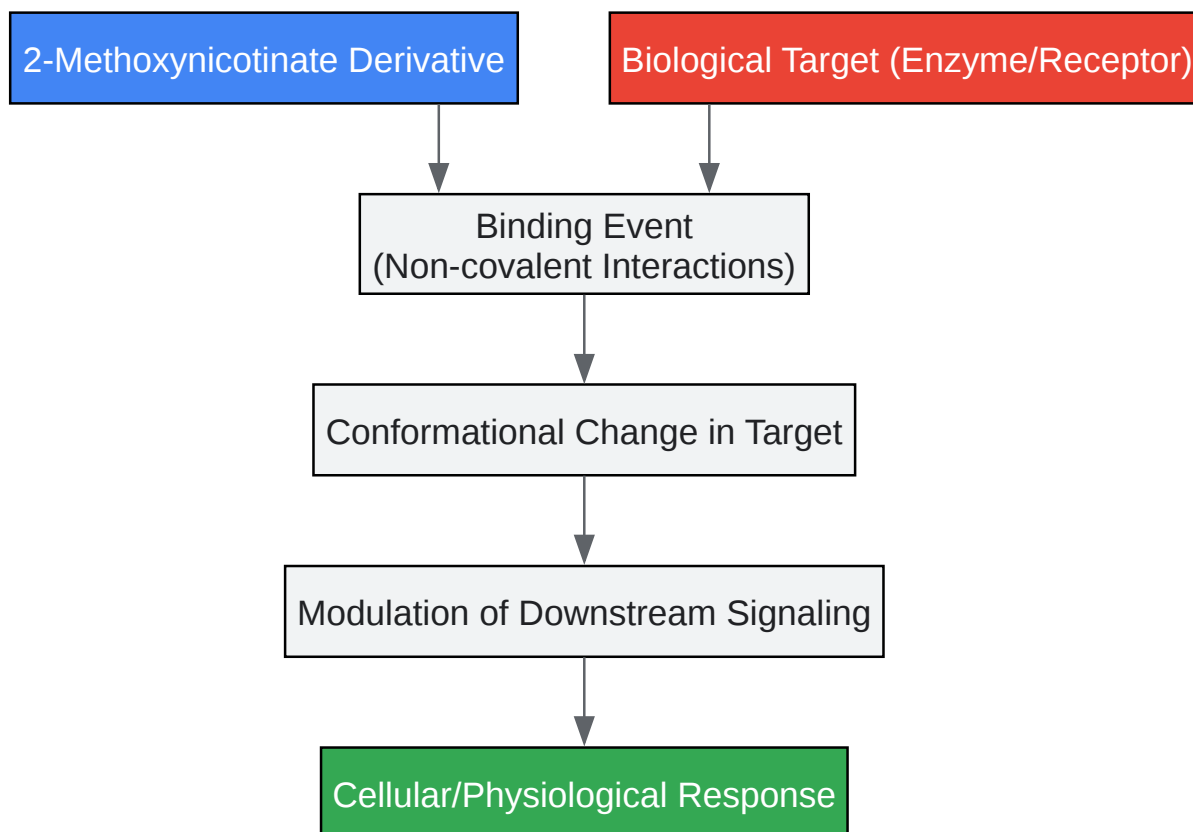 2-Methoxynicotinate Derivative
Biological Target (Enzyme/Receptor)
Binding Event
(Non-covalent Interactions)
Conformational Change in Target
Modulation of Downstream Signaling
Cellular/Physiological Response